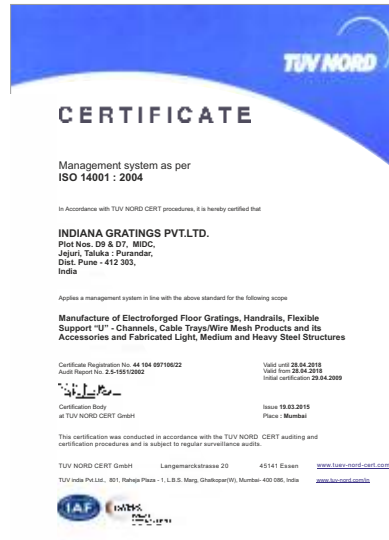 TUV NORD
CERTIFICATE
Management system as per
ISO 14001 : 2004
In Accordance with TUV NORD CERT procedures, it is hereby certified that
INDIANA GRATINGS PVT.LTD.
Plot Nos. D9 & D7, MIDC,
Jejuri, Taluka : Purandar,
Dist. Pune - 412 303,
India
Applies a management system in line with the above standard for the following scope
Manufacture of Electroforged Floor Gratings, Handrails, Flexible
Support “U” - Channels, Cable Trays/Wire Mesh Products and its
Accessories and Fabricated Light, Medium and Heavy Steel Structures
Certificate Registration No. 44 104 097106/22
Audit Report No. 2.5-1551/2002
Valid until 28.04.2018
Valid from 28.04.2018
Initial certification 29.04.2009
Certification Body
at TUV NORD CERT GmbH
Issue 19.03.2015
Place : Mumbai
This certification was conducted in accordance with the TUV NORD CERT auditing and
certification procedures and is subject to regular surveillance audits.
TUV NORD CERT GmbH Langemarckstrasse 20 45141 Essen www.tuev-nord-cert.com
TUV india Pvt.Ltd., 801, Raheja Plaza - 1, L.B.S. Marg, Ghatkopar(W), Mumbai- 400 086, India www.tuv-nord.com/in
IAF